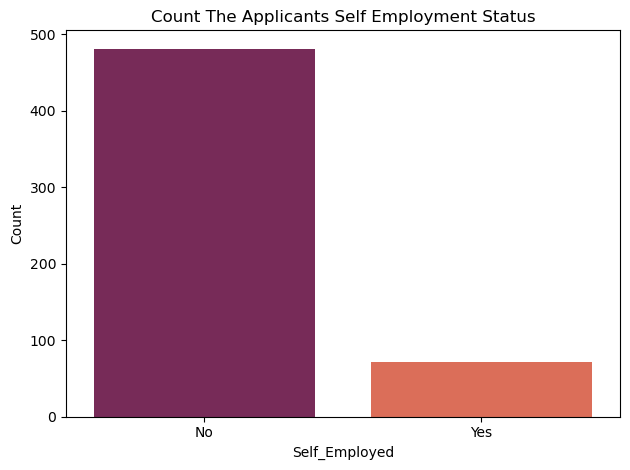 Count The Applicants Self Employment Status
500
400
300
200
100
0
Count
No
Yes
Self_Employed